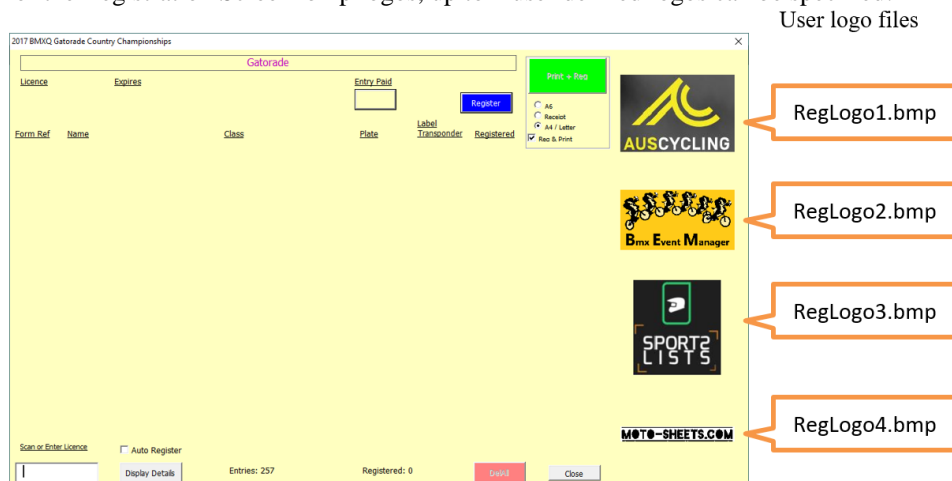 User logo files
2017 BMXQ Gatorade Country Championships
Gatorade
Licence Expires Entry Paid
Print + Reg
Register
A6
Receipt
A4 / Letter
Reg & Print
Form Ref Name Class Plate Label Transponder Registered
AUSCYCLING
RegLogo1.bmp
Bmx Event Manager
RegLogo2.bmp
SPORTS
LISTS
RegLogo3.bmp
MOTO-SHEETS.COM
RegLogo4.bmp
Scan or Enter Licence
Auto Register
Display Details
Entries: 257
Registered: 0
Close